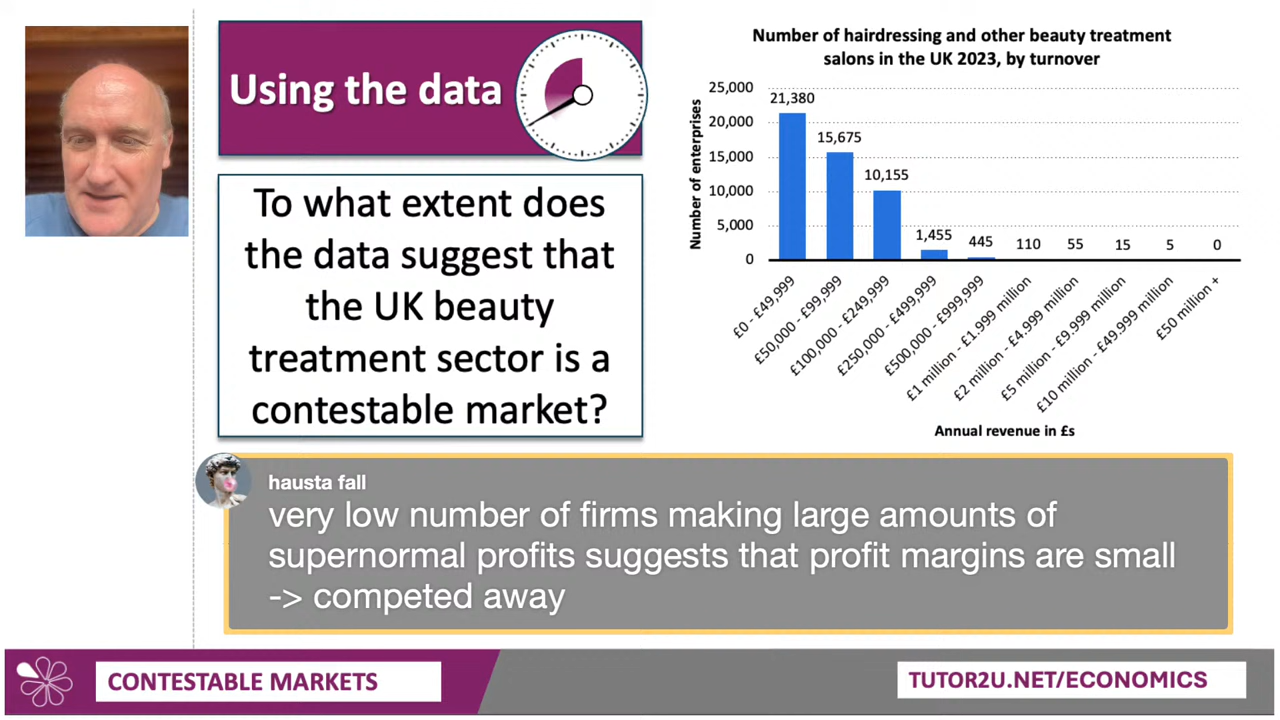 Using the data
To what extent does
the data suggest that
the UK beauty
treatment sector is a
contestable market?
Number of hairdressing and other beauty treatment
salons in the UK 2023, by turnover
Number of enterprises
25,000
20,000
15,000
10,000
5,000
0
21,380
15,675
10,155
1,455
445
110
55
15
5
0
£0 - £49,999
£50,000 - £99,999
£100,000 - £249,999
£250,000 - £499,999
£500,000 - £999,999
£1 million - £1.999 million
£2 million - £4.999 million
£5 million - £9.999 million
£10 million - £49.999 million
£50 million +
Annual revenue in £s
hausta fall
very low number of firms making large amounts of
supernormal profits suggests that profit margins are small
-> competed away
CONTESTABLE MARKETS
TUTOR2U.NET/ECONOMICS